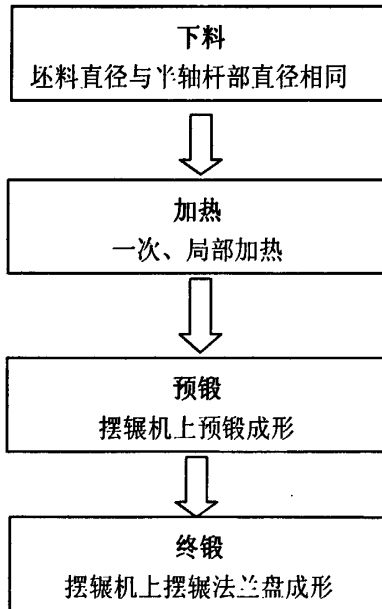 下料
坯料直径与半轴杆部直径相同
加热
一次、局部加热
预锻
摆辗机上预锻成形
终锻
摆辗机上摆辗法兰盘成形